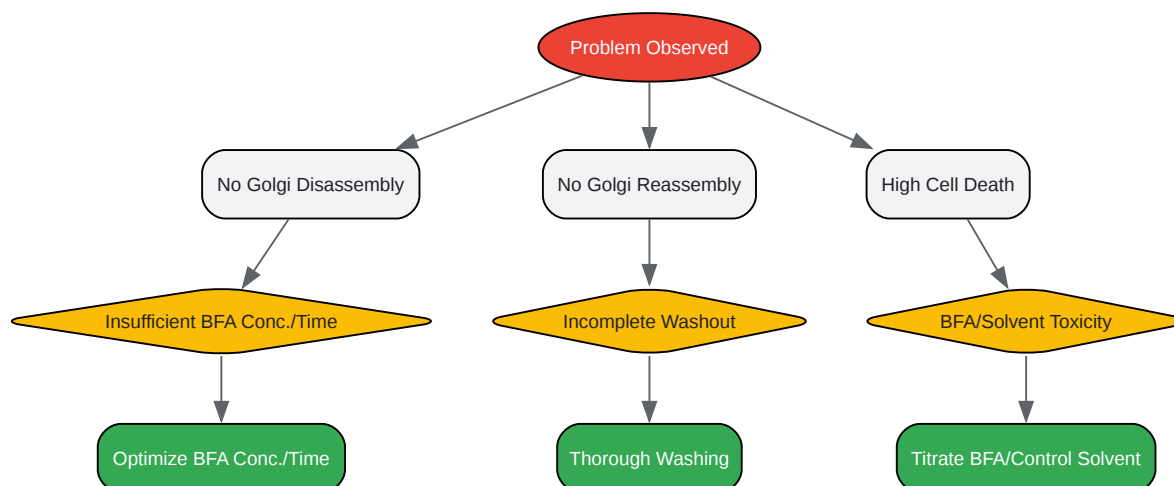 Problem Observed
No Golgi Disassembly
No Golgi Reassembly
High Cell Death
Insufficient BFA Conc./Time
Incomplete Washout
BFA/Solvent Toxicity
Optimize BFA Conc./Time
Thorough Washing
Titrate BFA/Control Solvent